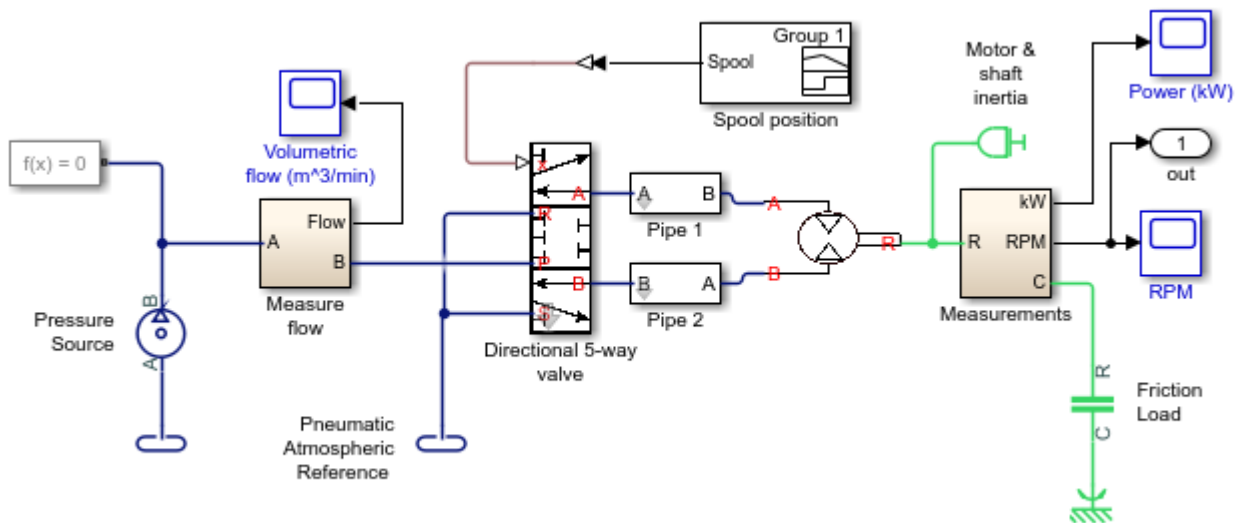 Group 1
Spool
Spool position
Motor &
shaft
inertia
Power (kW)
f(x) = 0
Volumetric
flow (m^3/min)
1
out
Flow
A
B
Measure
flow
X
A
R
P
B
S
Directional 5-way
valve
A
B
Pipe 1
B
A
Pipe 2
A
B
R
kW
R
RPM
C
Measurements
RPM
B
Pressure
Source
A
Pneumatic
Atmospheric
Reference
R
Friction
Load
C